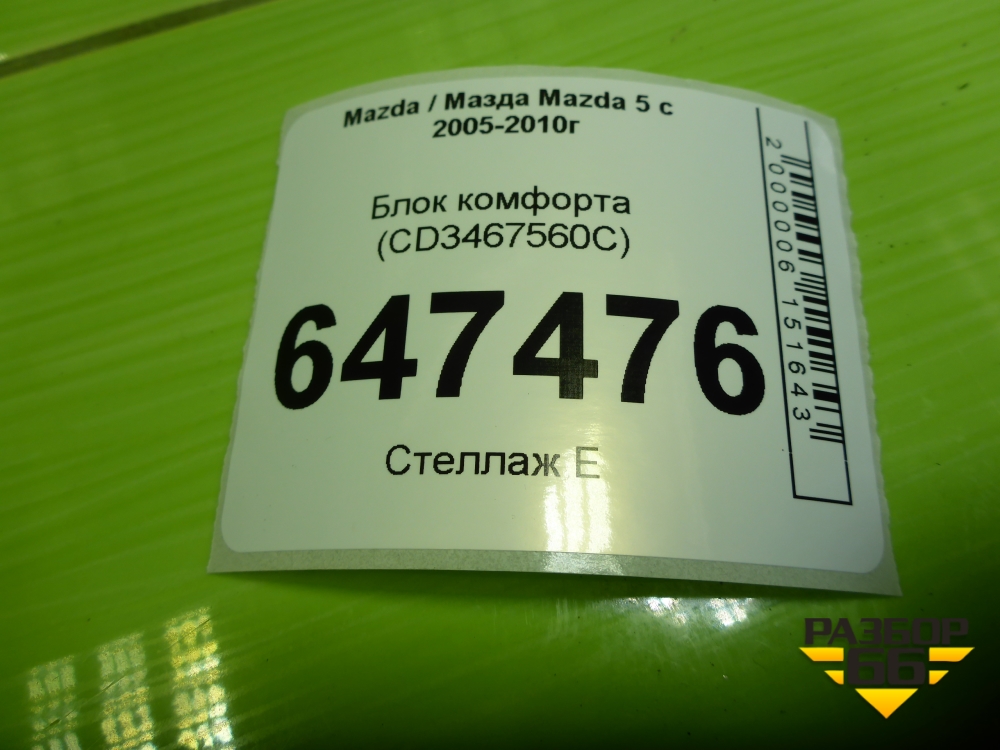 Mazda / Мазда Mazda 5 с
2005-2010г
Блок комфорта
(CD3467560C)
647476
Стеллаж Е
2000006151643
РАЗБОР
66